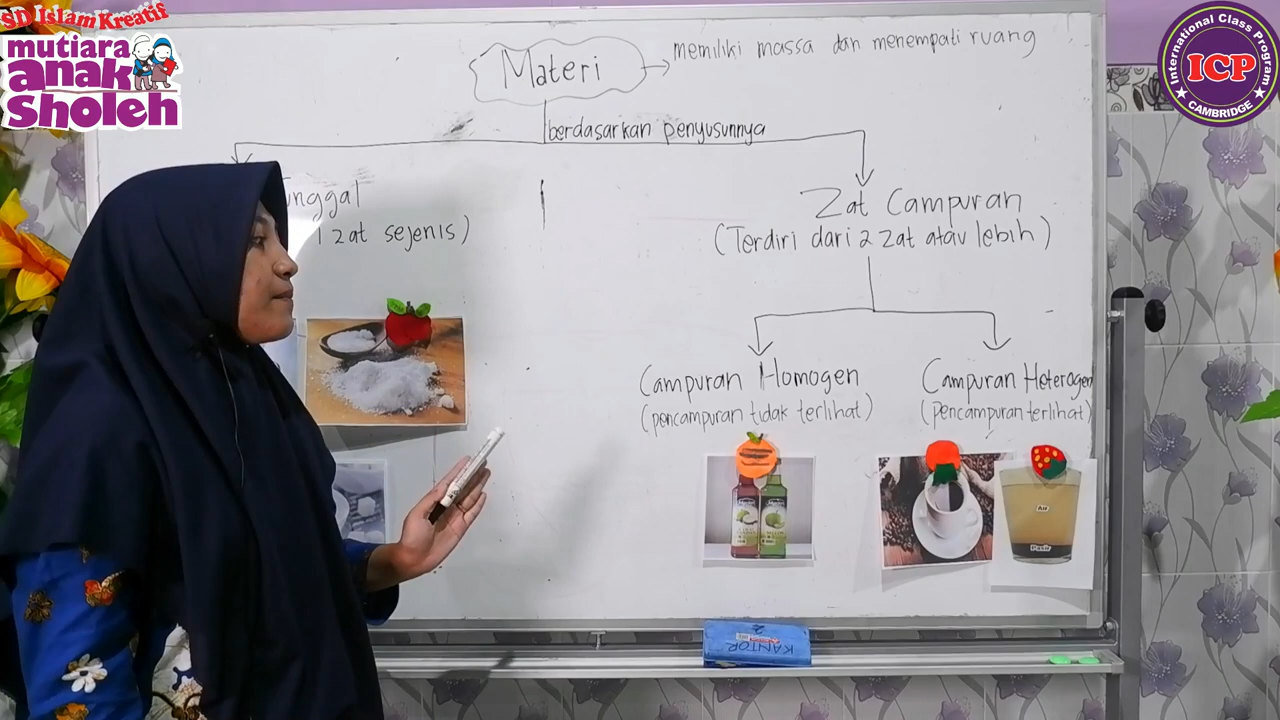 SD Islam Kreatif
mutiara
anak
Sholeh
International Class Program
ICP
CAMBRIDGE
Materi
memiliki massa dan menempati ruang
berdasarkan penyusunnya
Zat Campuran
(Terdiri dari 2 Zat atau lebih)
1 zat sejenis)
Campuran Homogen
(pencampuran tidak terlihat)
Campuran Heterogen
(pencampuran terlihat)
Air
Pasir
KANTOR